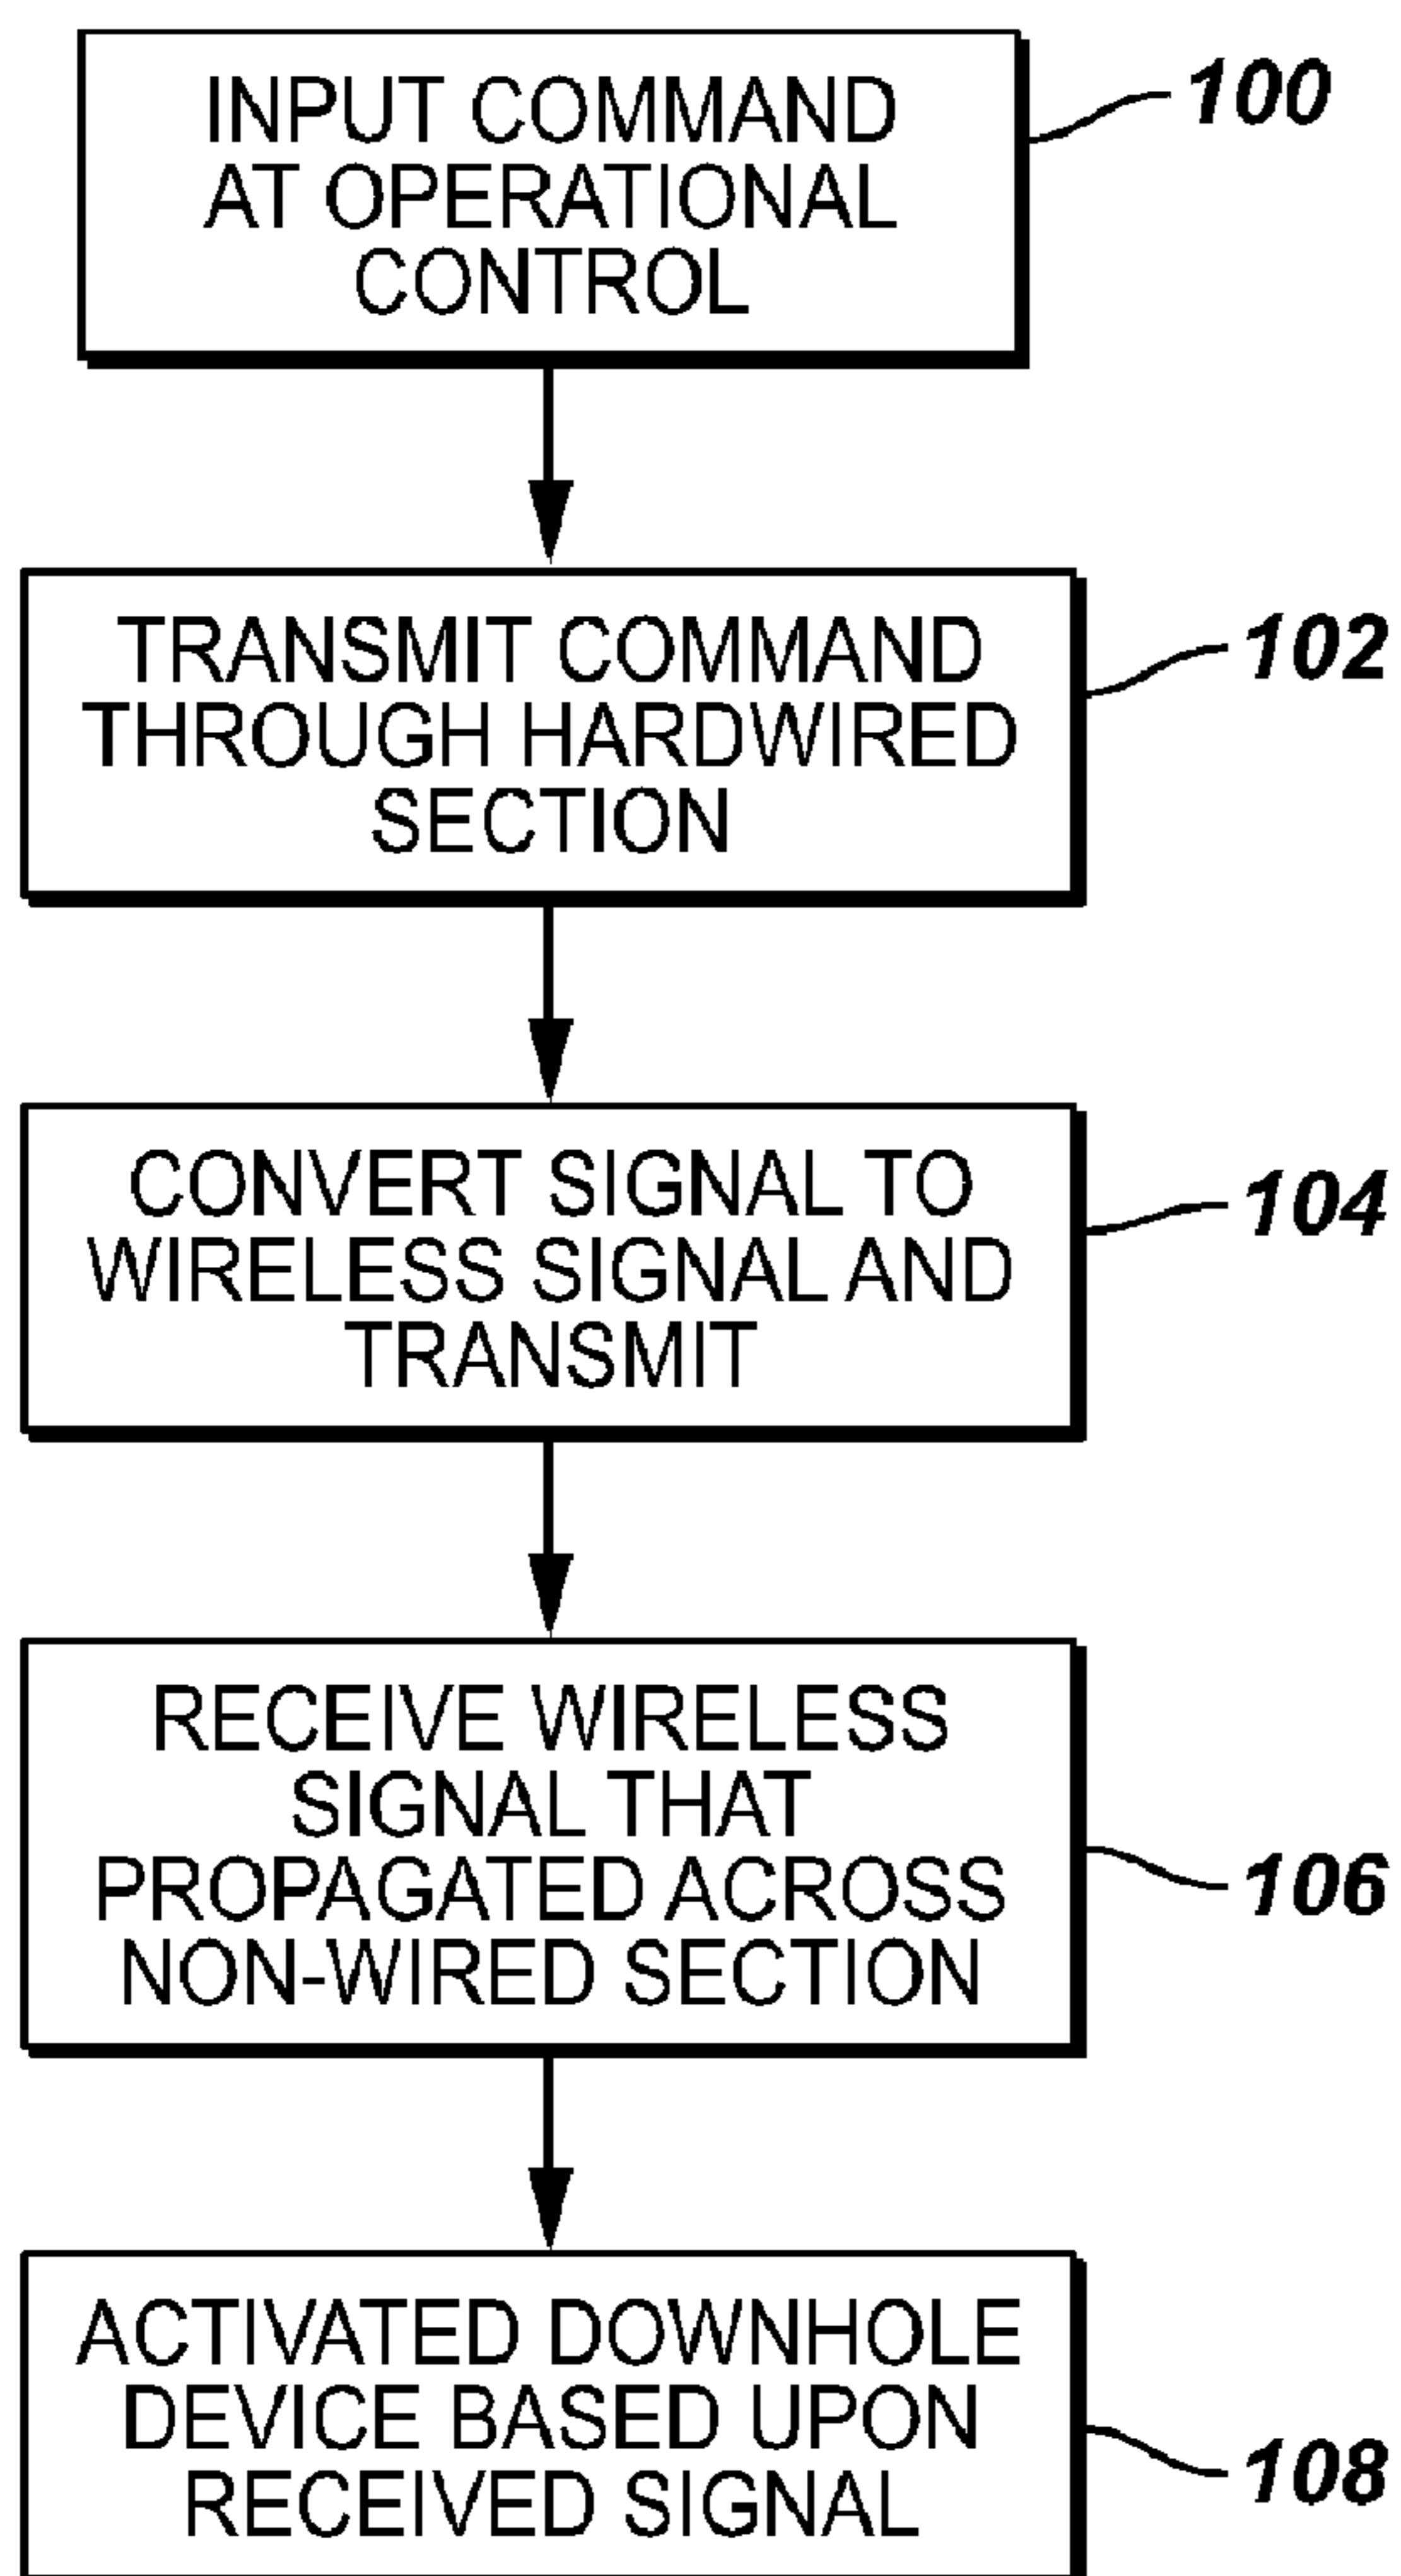 INPUT COMMAND
AT OPERATIONAL
CONTROL
100
TRANSMIT COMMAND
THROUGH HARDWIRED
SECTION
102
CONVERT SIGNAL TO
WIRELESS SIGNAL AND
TRANSMIT
104
RECEIVE WIRELESS
SIGNAL THAT
PROPAGATED ACROSS
NON-WIRED SECTION
106
ACTIVATED DOWNHOLE
DEVICE BASED UPON
RECEIVED SIGNAL
108